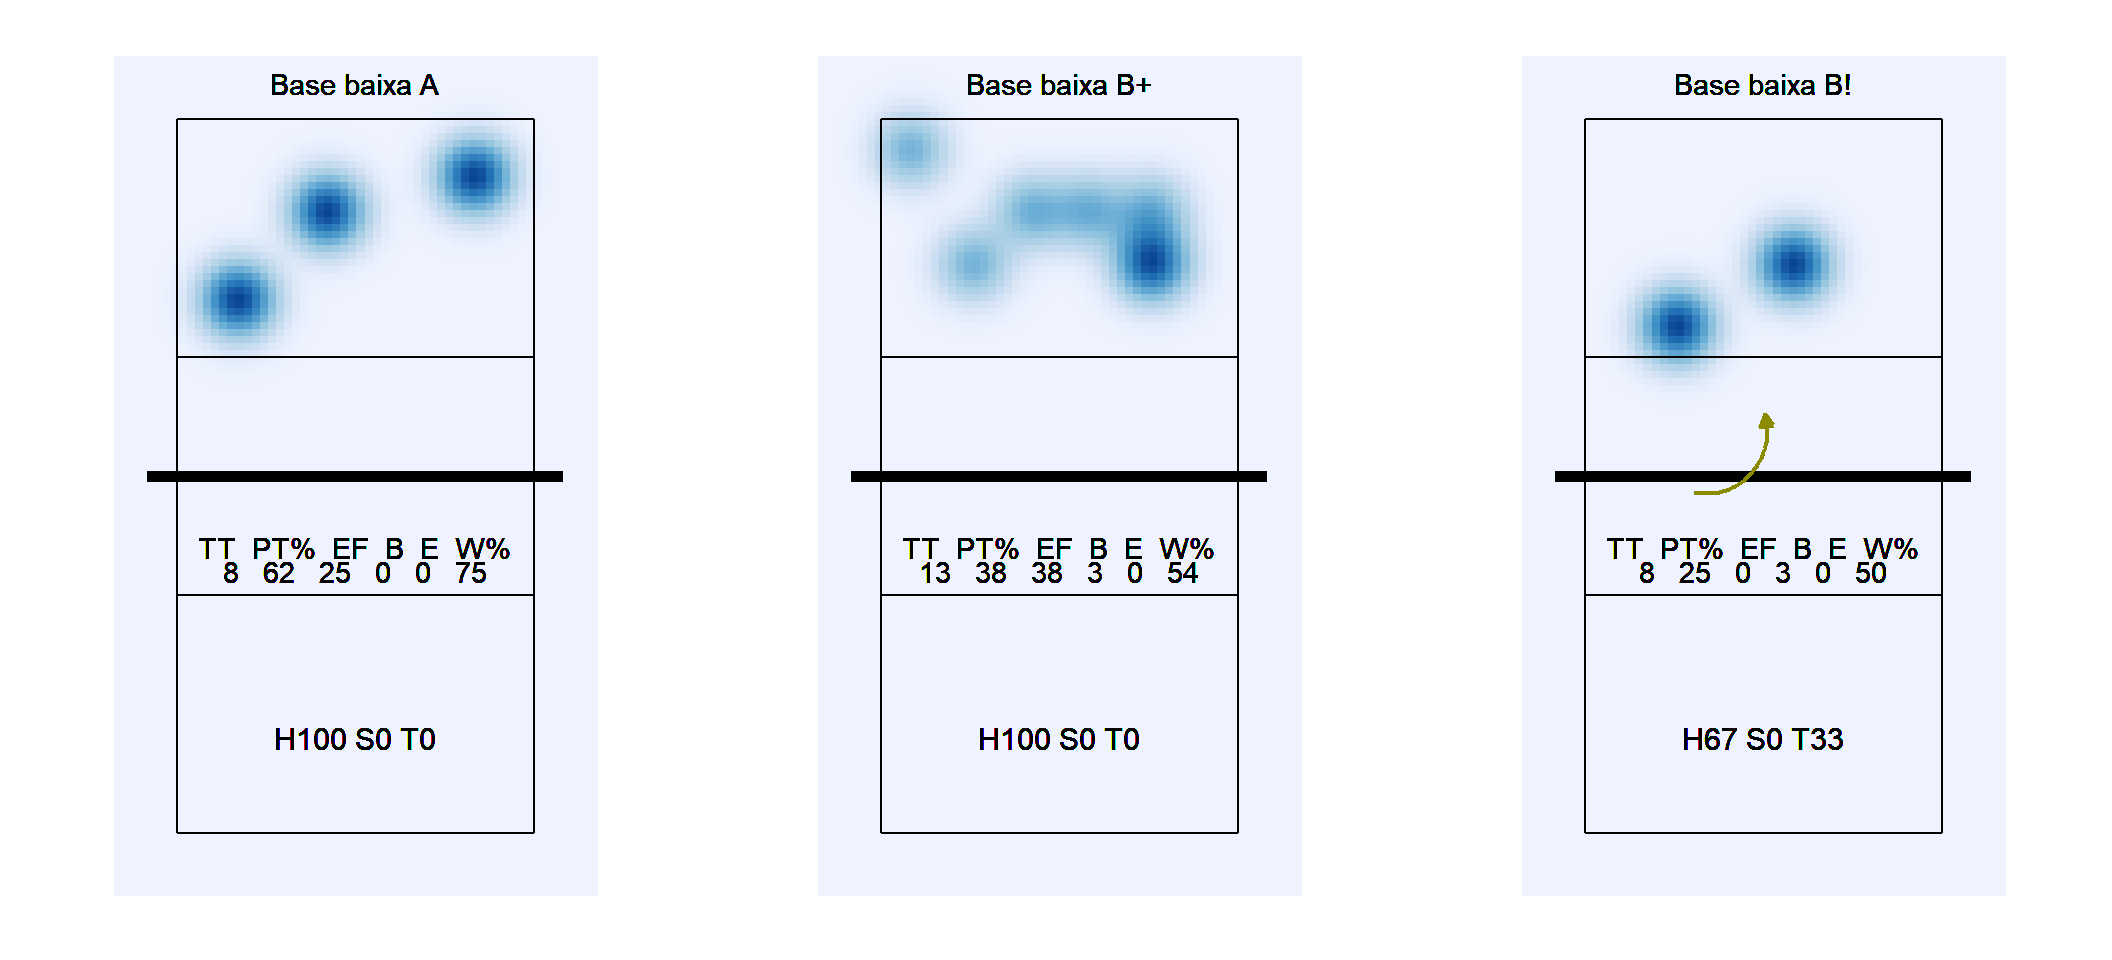 Base baixa A
TT PT% EF B E W%
8 62 25 0 0 75
H100 S0 T0
Base baixa B+
TT PT% EF B E W%
13 38 38 3 0 54
H100 S0 T0
Base baixa B!
TT PT% EF B E W%
8 25 0 3 0 50
H67 S0 T33